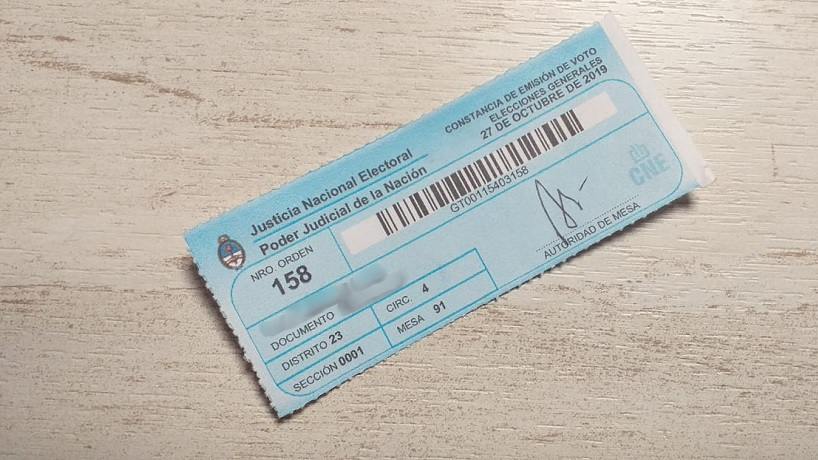 Justicia Nacional Electoral
Poder Judicial de la Nación
CONSTANCIA DE EMISIÓN DE VOTO
ELECCIONES GENERALES
27 DE OCTUBRE DE 2019
GT00115403158
NRO. ORDEN
158
DOCUMENTO
DISTRITO 23
CIRC. 4
SECCIÓN 0001
MESA 91
AUTORIDAD DE MESA
CNE